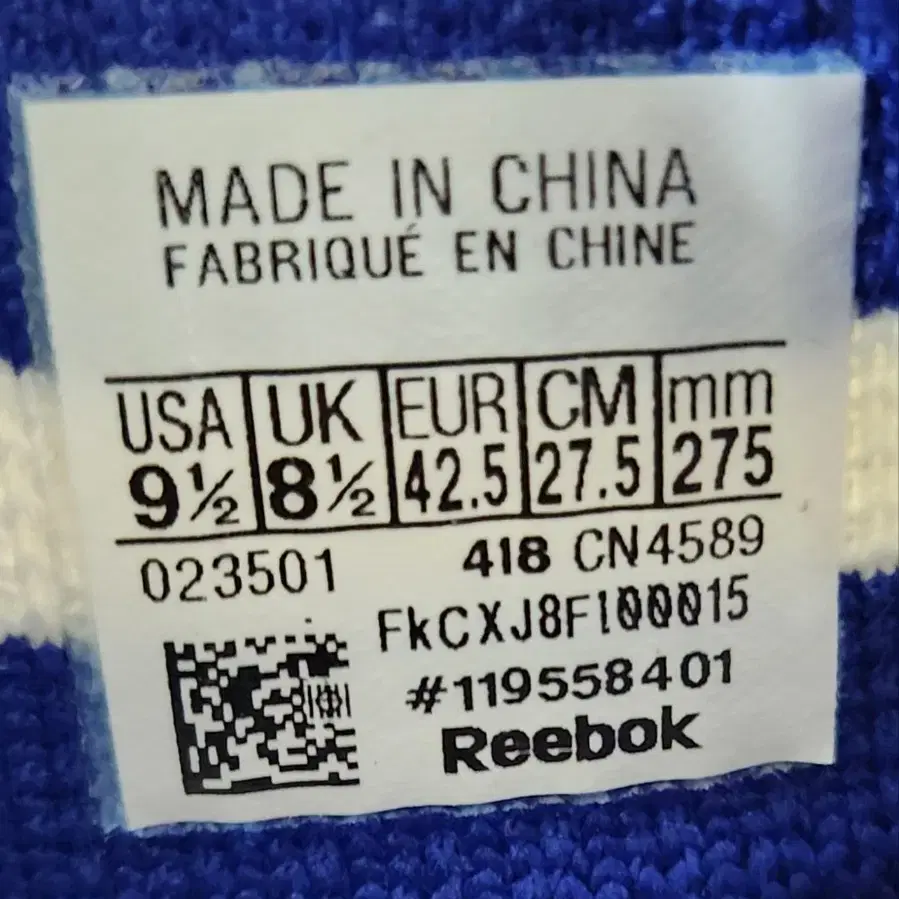 MADE IN CHINA
FABRIQUÉ EN CHINE
USA UK EUR CM mm
9½ 8½ 42.5 27.5 275
023501 418 CN4589
FkCXJ8Fl00015
#119558401
Reebok